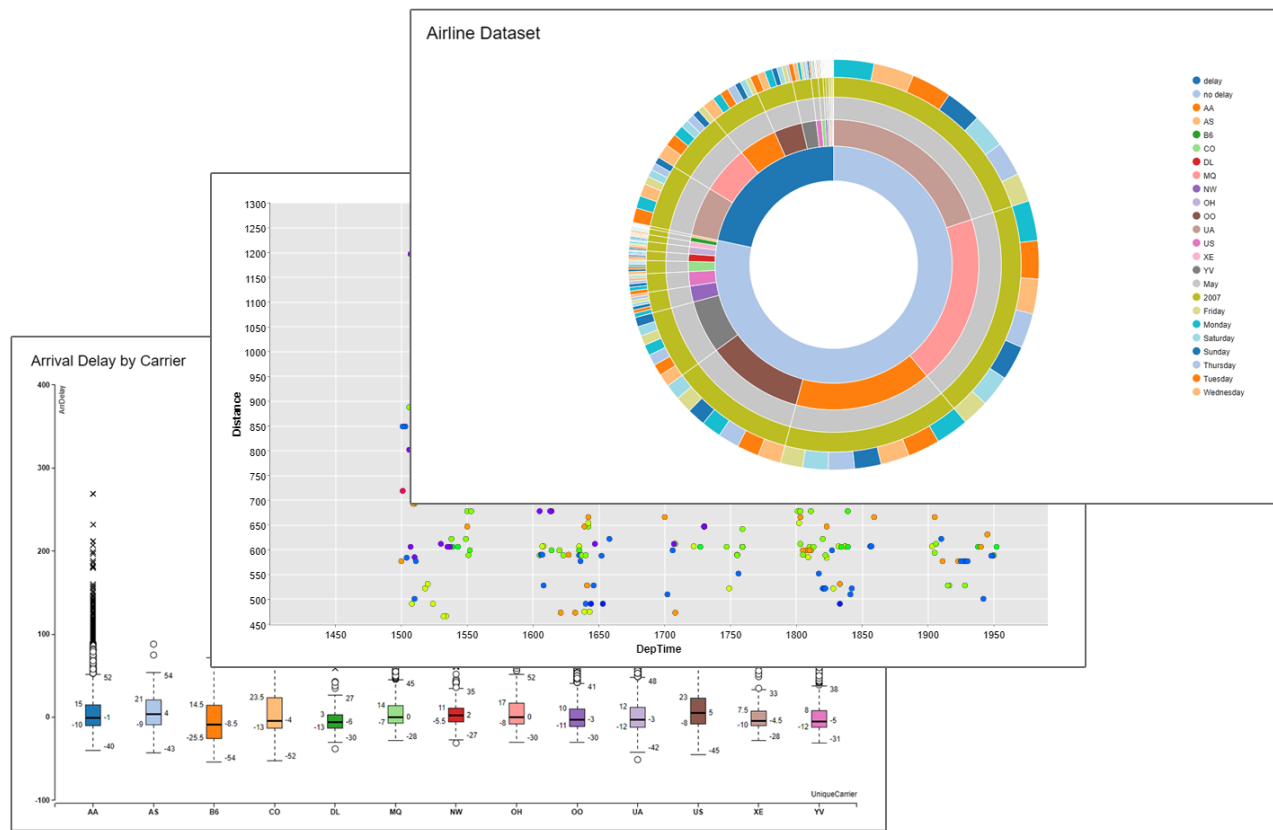 Airline Dataset
delay
no delay
AA
AS
B6
CO
DL
MQ
NW
OH
OO
UA
US
XE
YV
May
2007
Friday
Monday
Saturday
Sunday
Thursday
Tuesday
Wednesday
1300
1250
1200
1150
1100
1050
1000
950
900
850
800
750
700
650
600
550
500
450
Distance
1450 1500 1550 1600 1650 1700 1750 1800 1850 1900 1950
DepTime
Arrival Delay by Carrier
ArrDelay
400
300
200
100
0
-100
52 54 27 45 35 52 41 48 33 38
15 21 14.5 23.5 3 14 11 17 10 12 23 7.5 8
-1 4 -8.5 -4 -6 0 2 0 -3 -3 5 -4.5 -5
-10 -9 -25.5 -13 -13 -7 -5.5 -8 -11 -12 -8 -10 -12
-40 -43 -54 -52 -30 -28 -27 -30 -30 -42 -45 -28 -31
UniqueCarrier
AA AS B6 CO DL MQ NW OH OO UA US XE YV